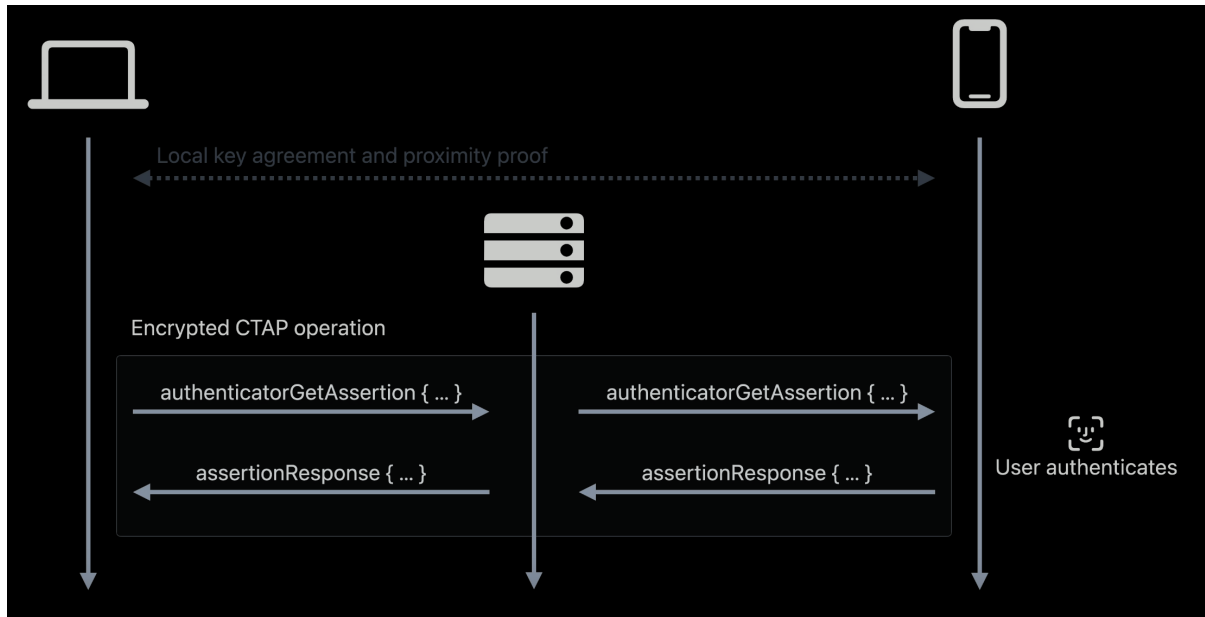 Local key agreement and proximity proof
Encrypted CTAP operation
authenticatorGetAssertion { ... }
authenticatorGetAssertion { ... }
assertionResponse { ... }
assertionResponse { ... }
User authenticates